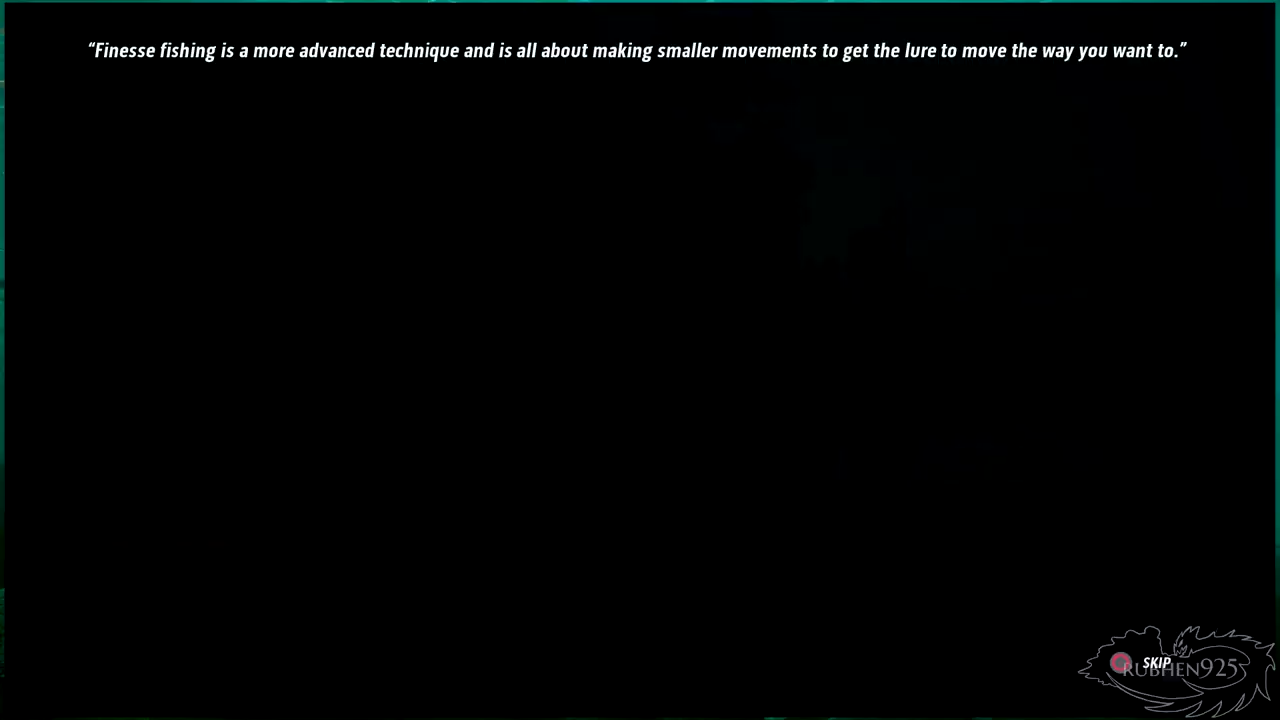 “Finesse fishing is a more advanced technique and is all about making smaller movements to get the lure to move the way you want to.”
SKIP
RUBHEN925